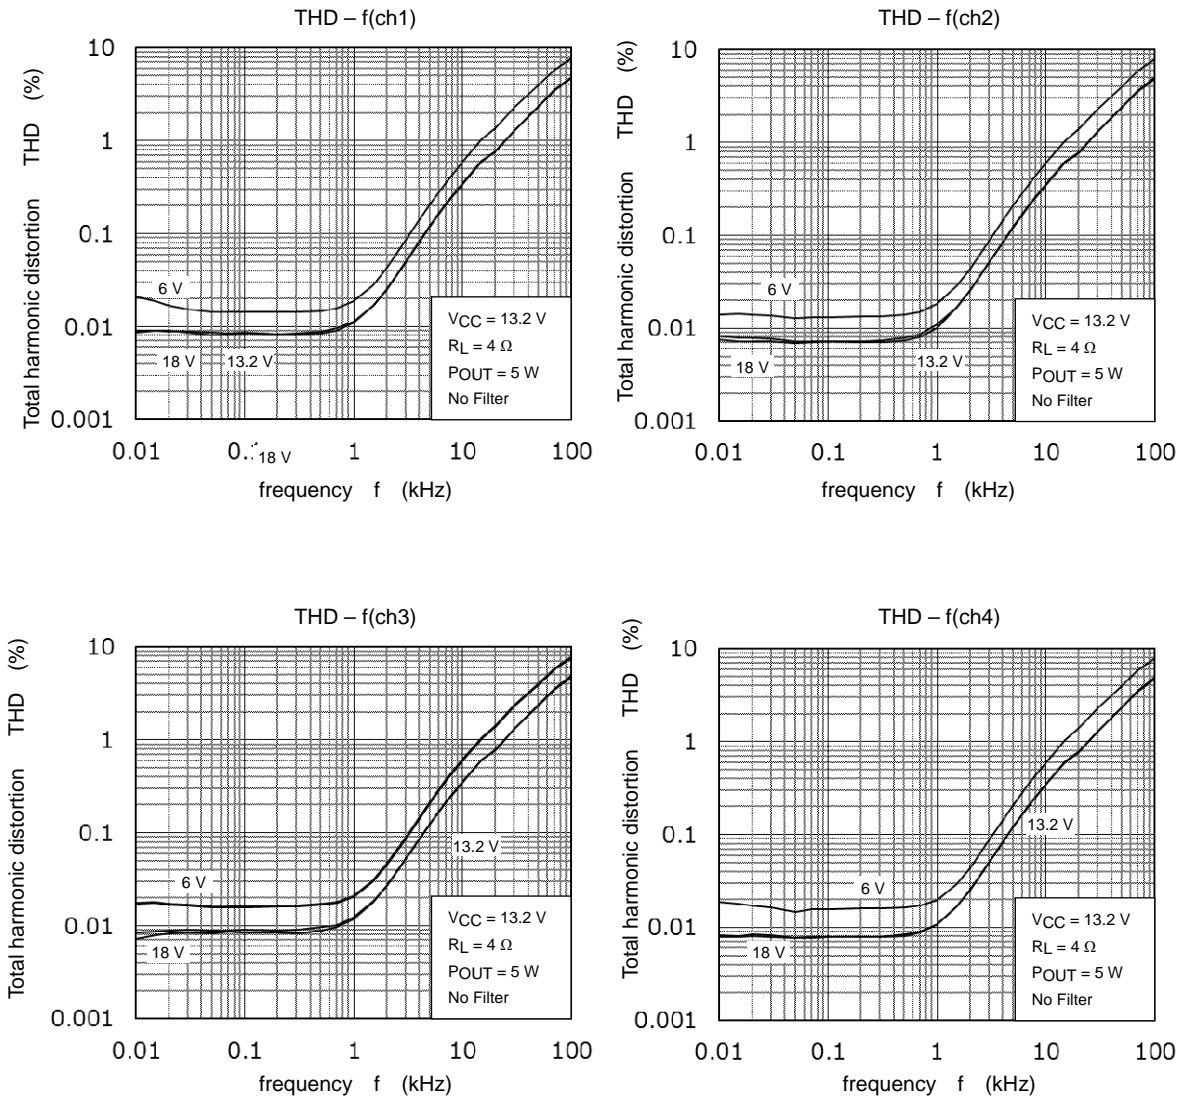 THD – f(ch1)
Total harmonic distortion THD (%)
10
1
0.1
0.01
0.001
6 V
18 V
13.2 V
VCC = 13.2 V
RL = 4 Ω
POUT = 5 W
No Filter
0.01
0.
18 V
1
10
100
frequency f (kHz)
THD – f(ch2)
Total harmonic distortion THD (%)
10
1
0.1
0.01
0.001
6 V
18 V
13.2 V
VCC = 13.2 V
RL = 4 Ω
POUT = 5 W
No Filter
0.01
0.1
1
10
100
frequency f (kHz)
THD – f(ch3)
Total harmonic distortion THD (%)
10
1
0.1
0.01
0.001
13.2 V
6 V
18 V
VCC = 13.2 V
RL = 4 Ω
POUT = 5 W
No Filter
0.01
0.1
1
10
100
frequency f (kHz)
THD – f(ch4)
Total harmonic distortion THD (%)
10
1
0.1
0.01
0.001
13.2 V
6 V
18 V
VCC = 13.2 V
RL = 4 Ω
POUT = 5 W
No Filter
0.01
0.1
1
10
100
frequency f (kHz)